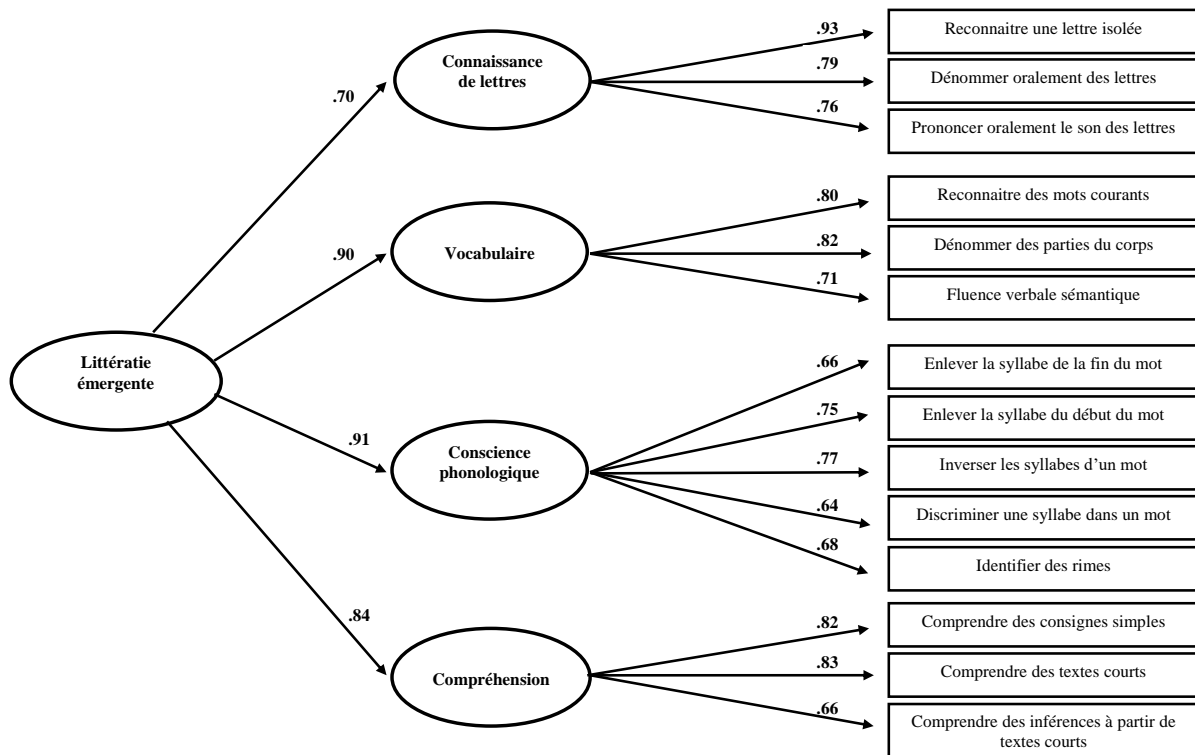 Littératie
émergente
.70
.90
.91
.84
Connaissance
de lettres
.93
Reconnaitre une lettre isolée
.79
Dénommer oralement des lettres
.76
Prononcer oralement le son des lettres
Vocabulaire
.80
Reconnaitre des mots courants
.82
Dénommer des parties du corps
.71
Fluence verbale sémantique
Conscience
phonologique
.66
Enlever la syllabe de la fin du mot
.75
Enlever la syllabe du début du mot
.77
Inverser les syllabes d’un mot
.64
Discriminer une syllabe dans un mot
.68
Identifier des rimes
Compréhension
.82
Comprendre des consignes simples
.83
Comprendre des textes courts
.66
Comprendre des inférences à partir de
textes courts